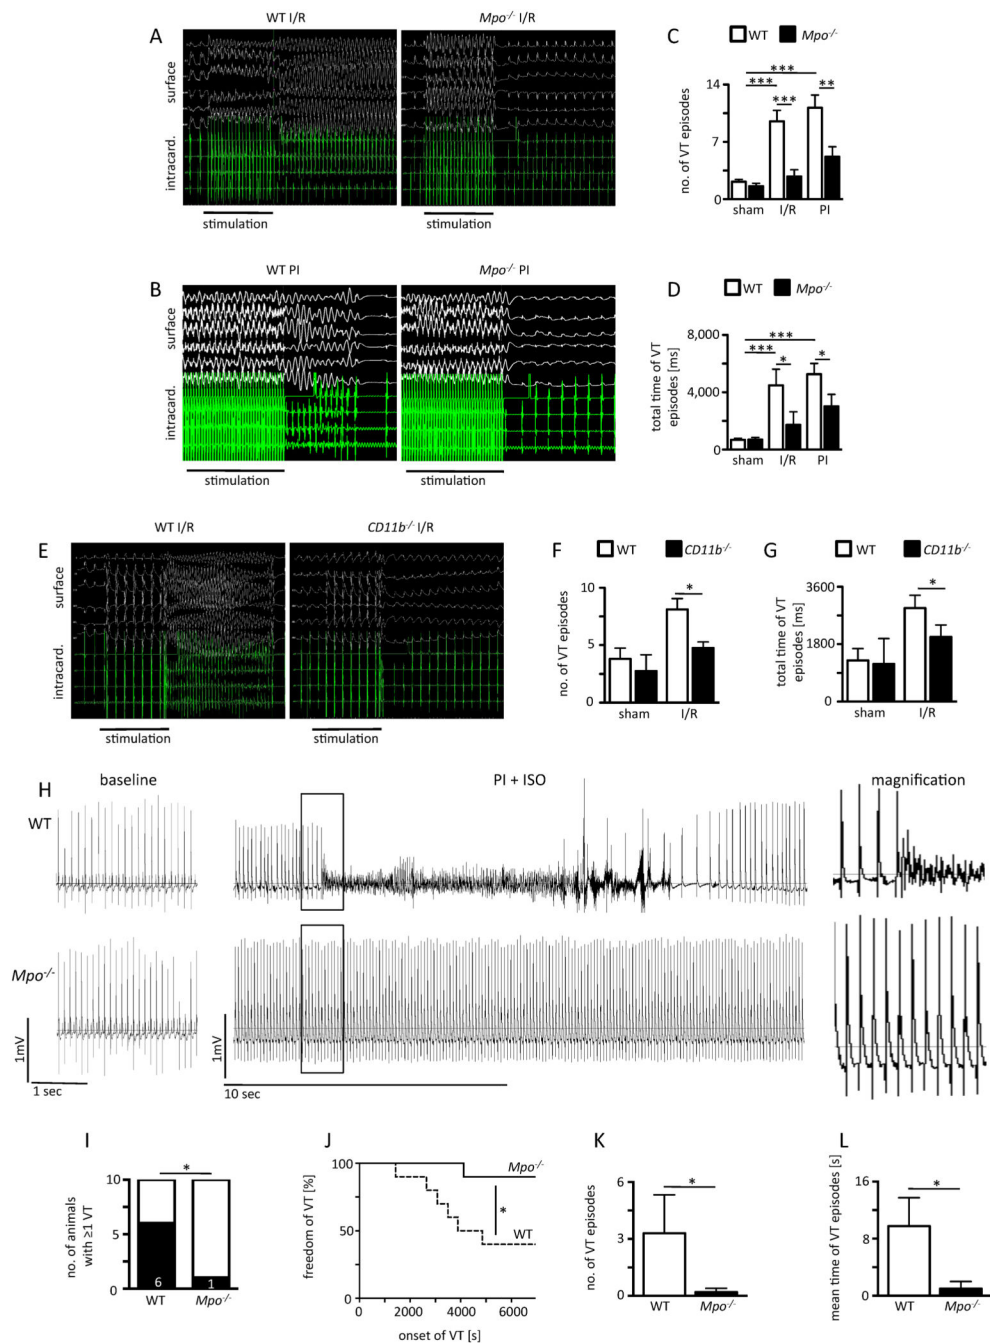 A
WT I/R
Mpo-/- I/R
surface
intracard.
stimulation
stimulation
C
WT
Mpo-/-
no. of VT episodes
14
7
0
***
***
***
**
sham
I/R
PI
B
WT PI
Mpo-/- PI
surface
intracard.
stimulation
stimulation
D
WT
Mpo-/-
total time of VT
episodes [ms]
8,000
4,000
0
***
***
*
*
sham
I/R
PI
E
WT I/R
CD11b-/- I/R
surface
intracard.
stimulation
stimulation
F
WT
CD11b-/-
no. of VT episodes
10
5
0
*
sham
I/R
G
WT
CD11b-/-
total time of VT
episodes [ms]
3600
1800
0
*
sham
I/R
H
baseline
PI + ISO
magnification
WT
Mpo-/-
1mV
1 sec
1mV
10 sec
I
no. of animals
with ≥1 VT
10
5
0
*
6
1
WT
Mpo-/-
J
freedom of VT [%]
100
50
0
Mpo-/-
*
WT
0
2000
4000
6000
onset of VT [s]
K
no. of VT episodes
6
3
0
*
WT
Mpo-/-
L
mean time of VT episodes [s]
15
10
5
0
*
WT
Mpo-/-